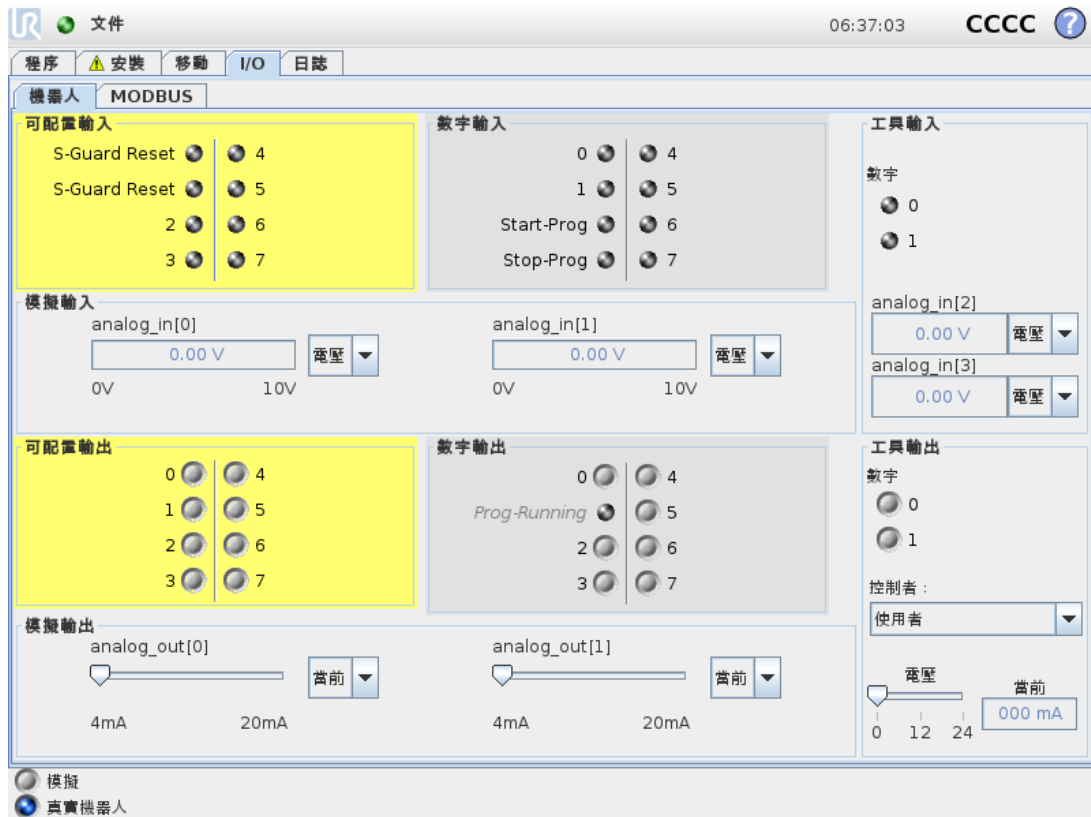 UR 文件 06:37:03 CCCC ?
程序 安裝 移動 I/O 日誌
機器人 MODBUS
可配置輸入
S-Guard Reset 4
S-Guard Reset 5
2 6
3 7
數字輸入
0 4
1 5
Start-Prog 6
Stop-Prog 7
工具輸入
數字
0
1
模擬輸入
analog_in[0]
0.00 V 電壓
0V 10V
analog_in[1]
0.00 V 電壓
0V 10V
analog_in[2]
0.00 V 電壓
analog_in[3]
0.00 V 電壓
可配置輸出
0 4
1 5
2 6
3 7
數字輸出
0 4
Prog-Running 5
2 6
3 7
工具輸出
數字
0
1
控制者：
使用者
電壓
0 12 24
當前
000 mA
模擬輸出
analog_out[0]
當前
4mA 20mA
analog_out[1]
當前
4mA 20mA
模擬
真實機器人